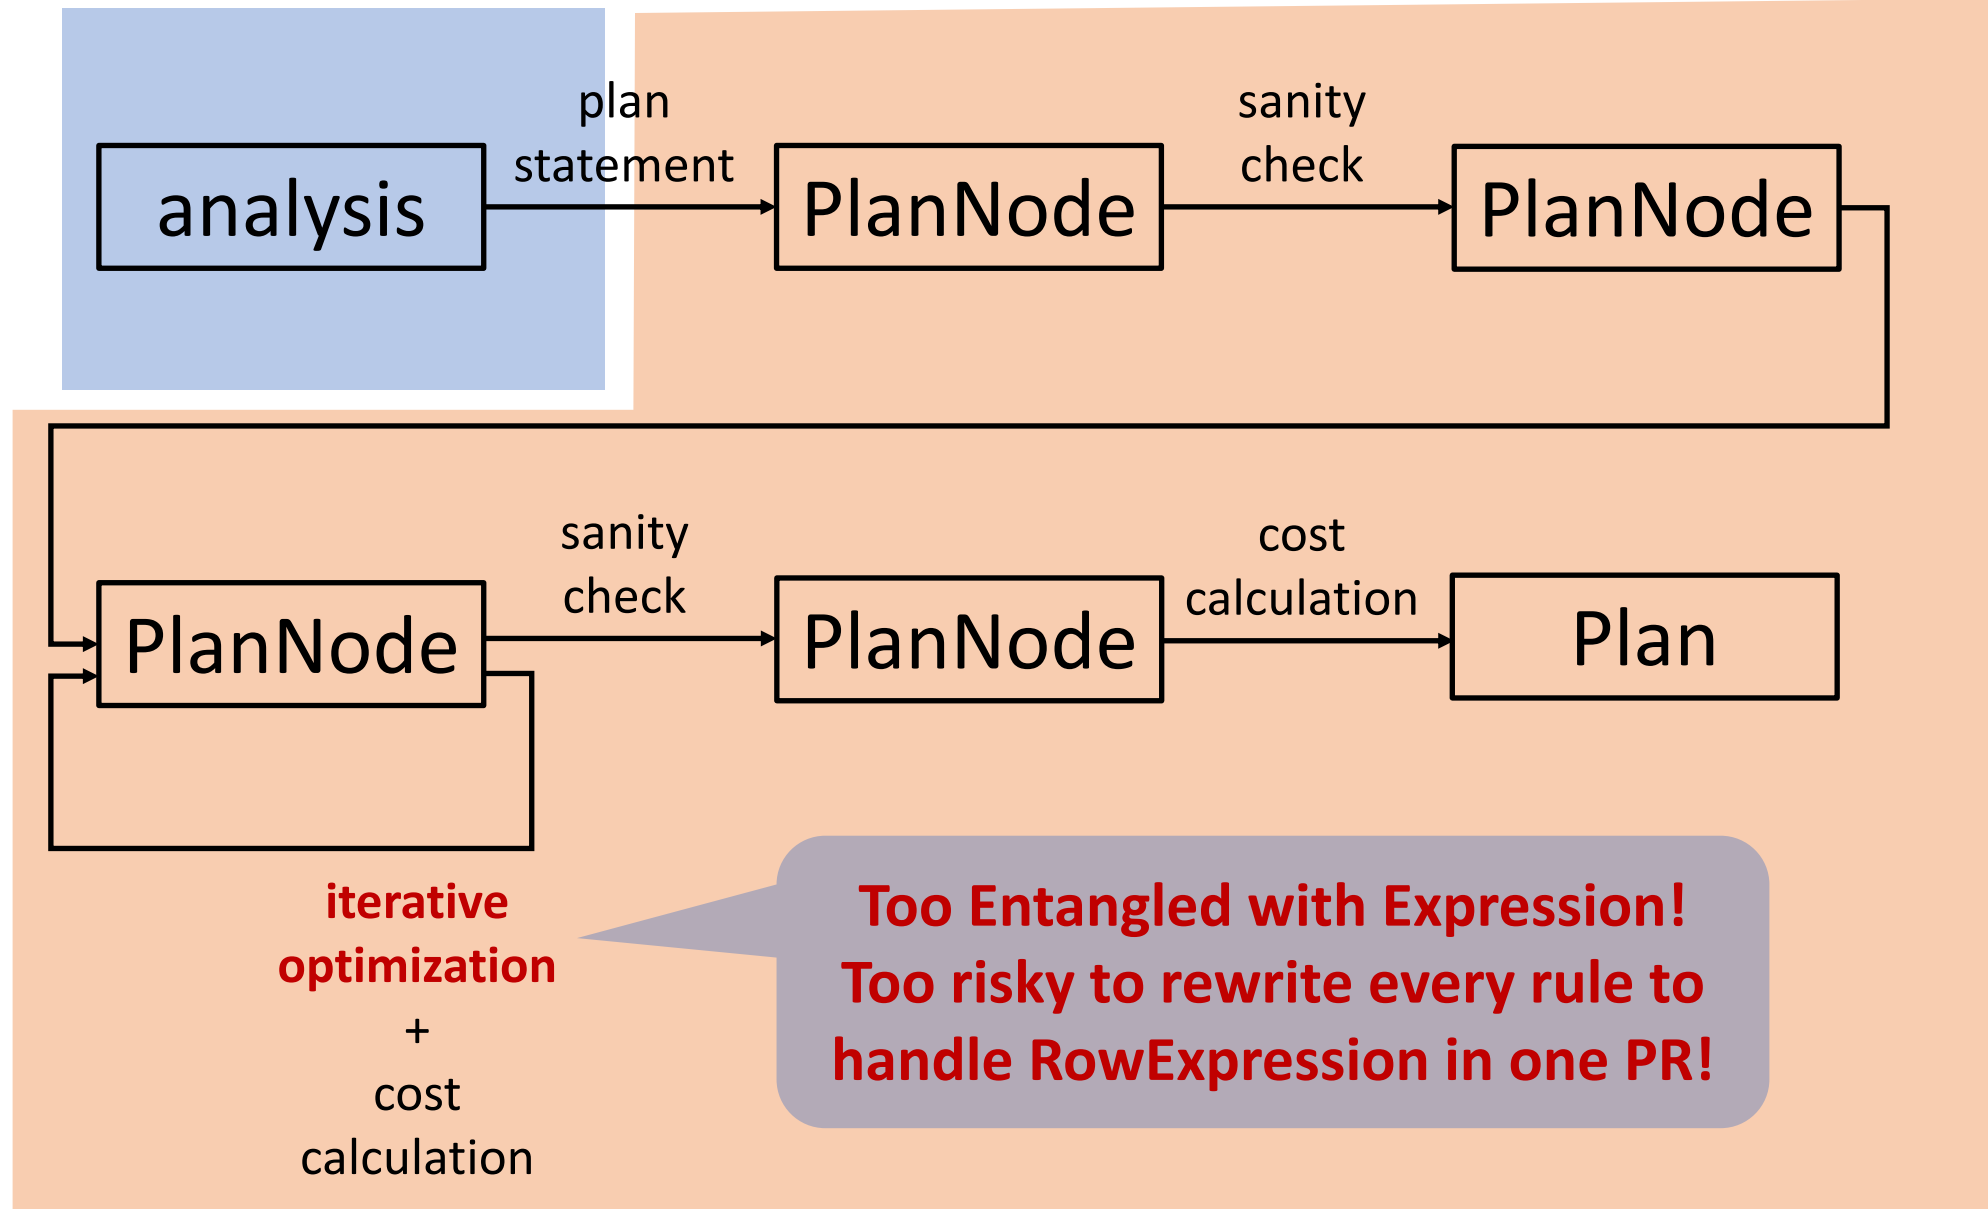 plan
statement
sanity
check
analysis
PlanNode
PlanNode
sanity
check
cost
calculation
PlanNode
PlanNode
Plan
iterative
optimization
+
cost
calculation
Too Entangled with Expression!
Too risky to rewrite every rule to
handle RowExpression in one PR!